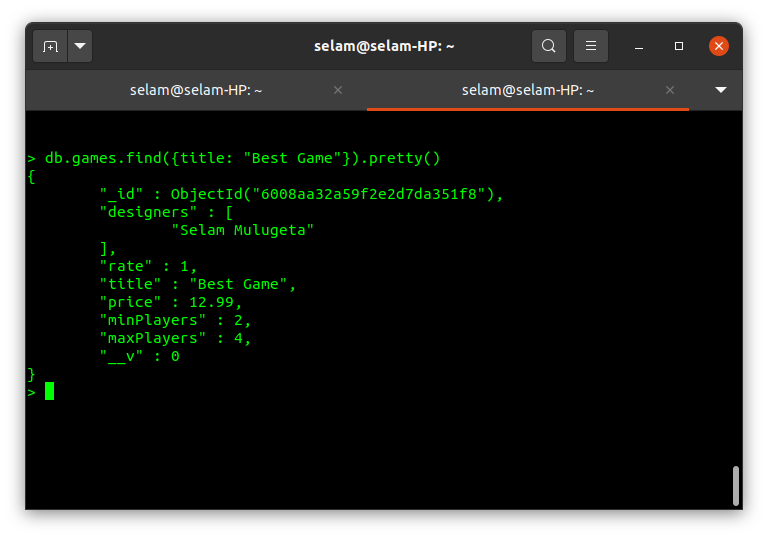 selam@selam-HP: ~
selam@selam-HP: ~
selam@selam-HP: ~
> db.games.find({title: "Best Game"}).pretty()
{
        "_id" : ObjectId("6008aa32a59f2e2d7da351f8"),
        "designers" : [
                "Selam Mulugeta"
        ],
        "rate" : 1,
        "title" : "Best Game",
        "price" : 12.99,
        "minPlayers" : 2,
        "maxPlayers" : 4,
        "__v" : 0
}
>